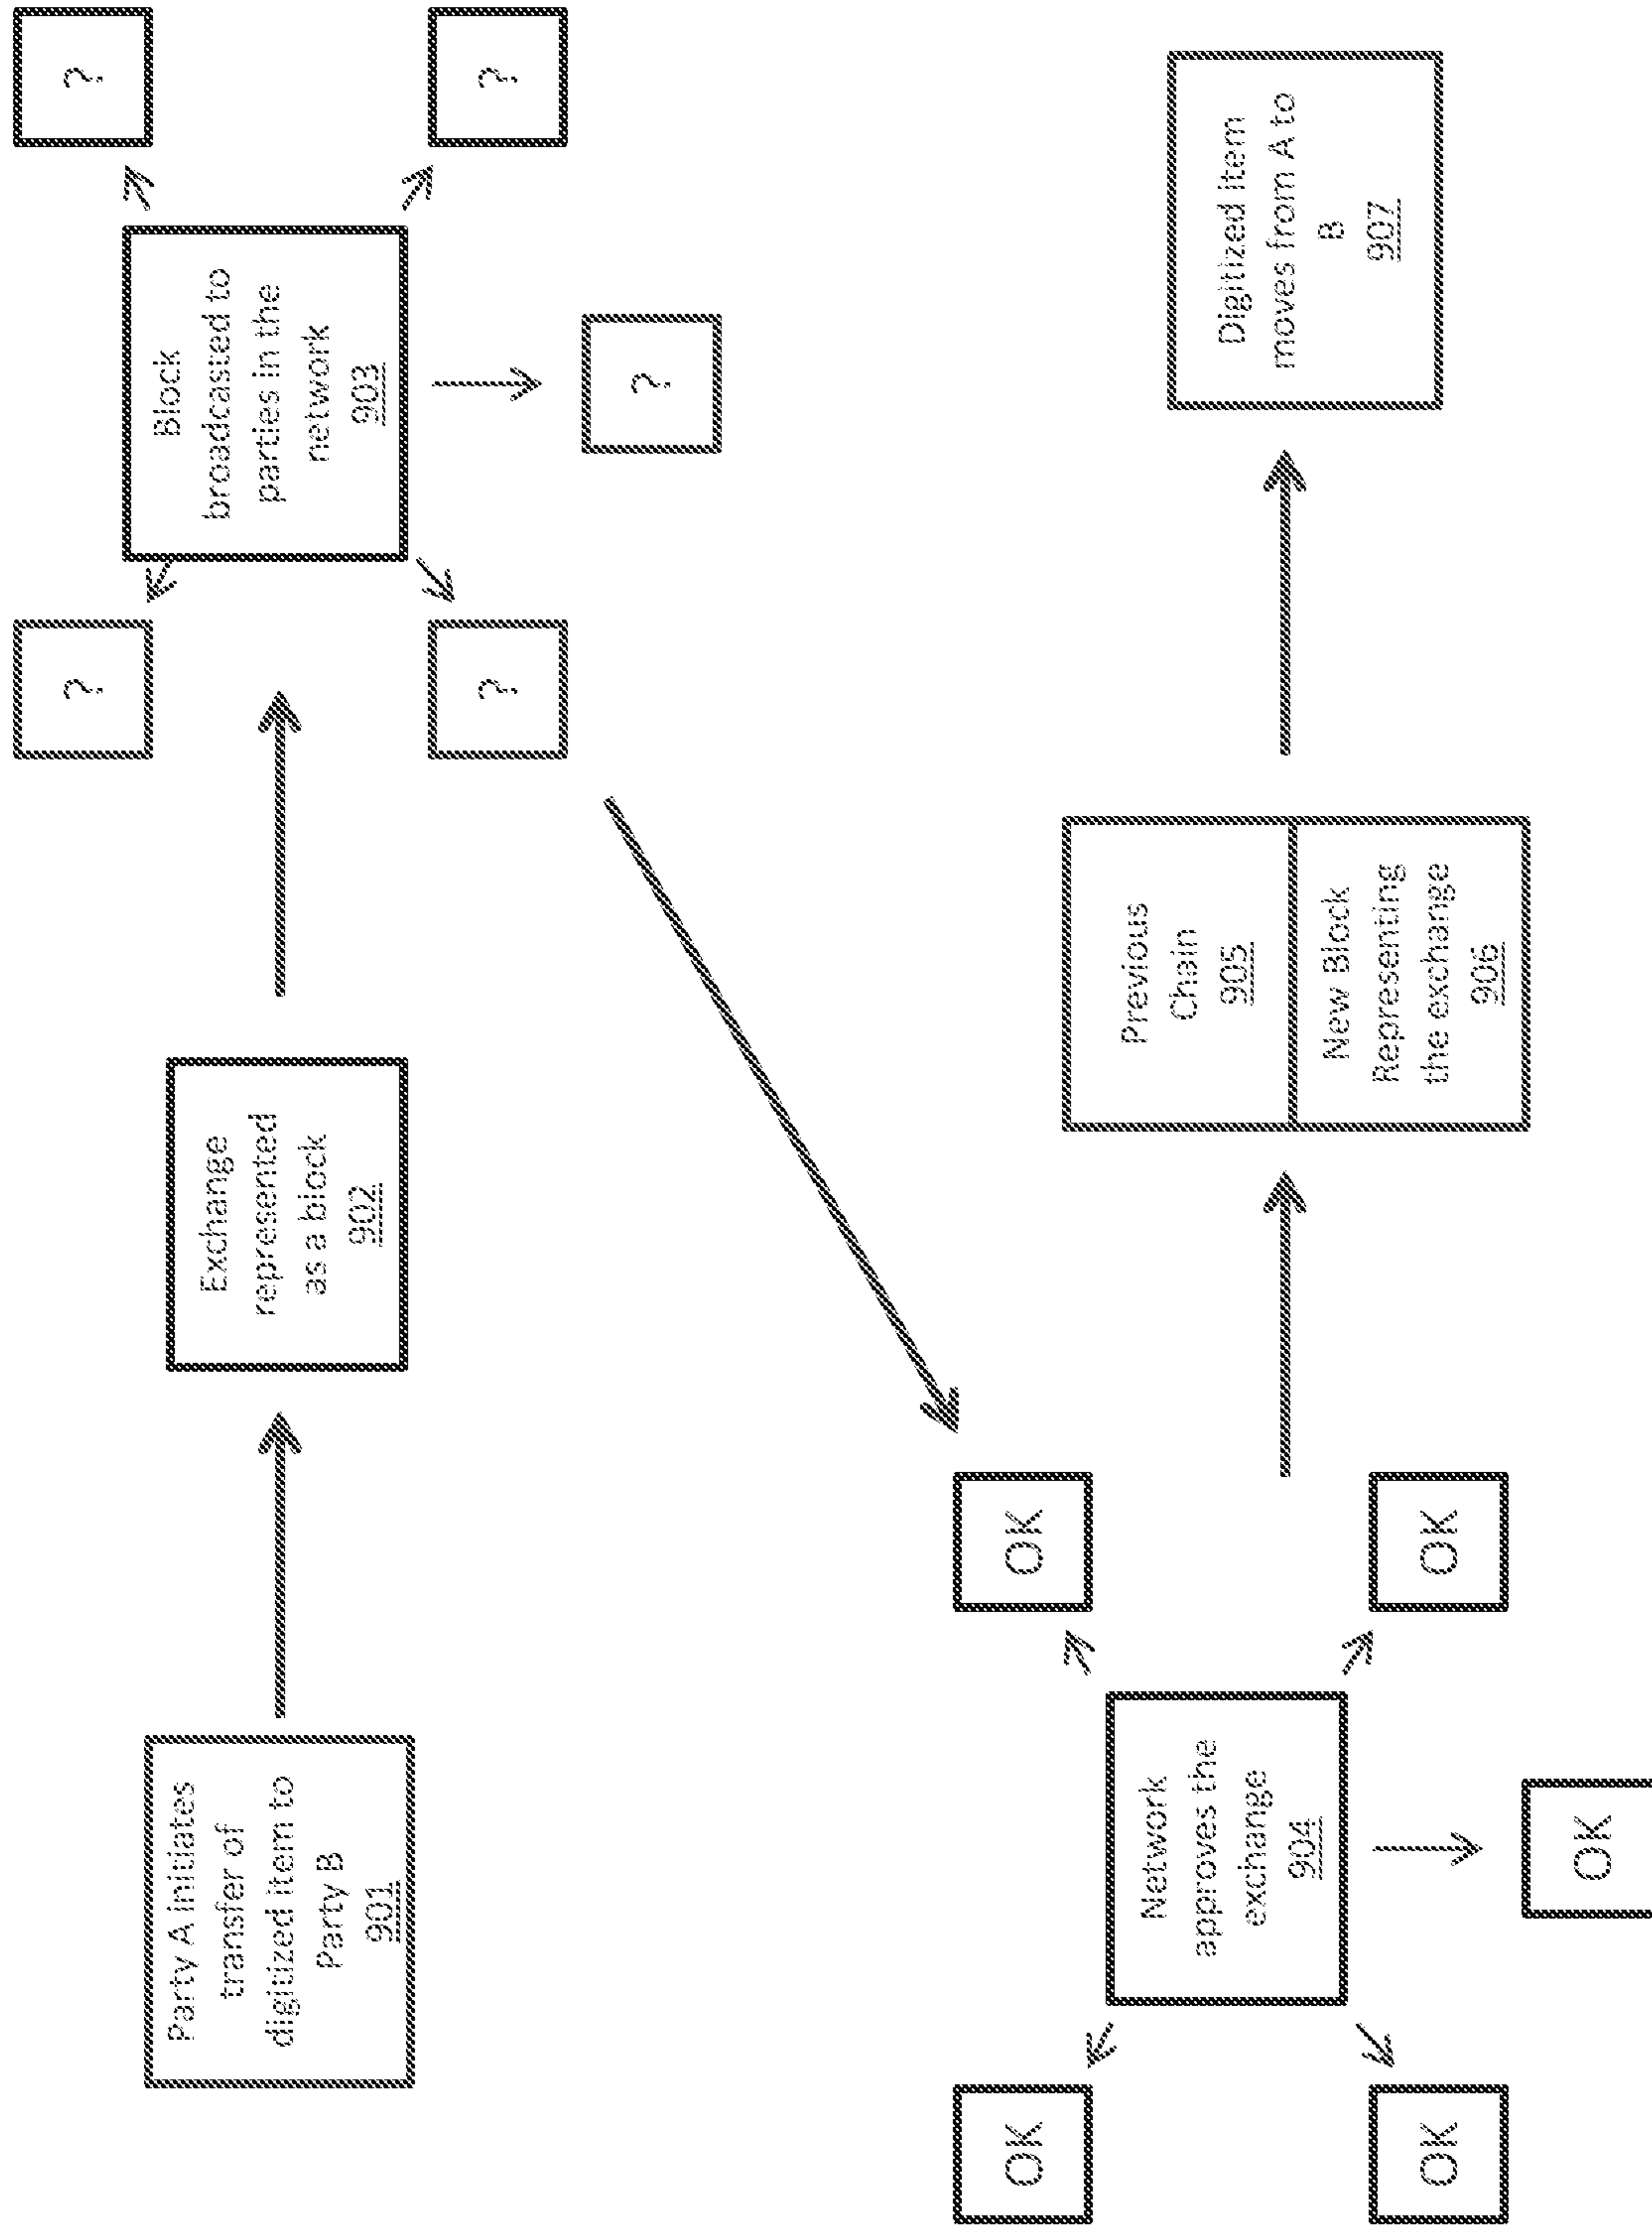 Party A initiates
transfer of
digitized item to
Party B
901
Exchange
represented
as a block
902
?
?
Block
broadcasted to
parties in the
network
903
?
?
?
OK
OK
Network
approves the
exchange
904
OK
OK
OK
Previous
Chain
905
New Block
Representing
the exchange
906
Digitized item
moves from A to
B
907